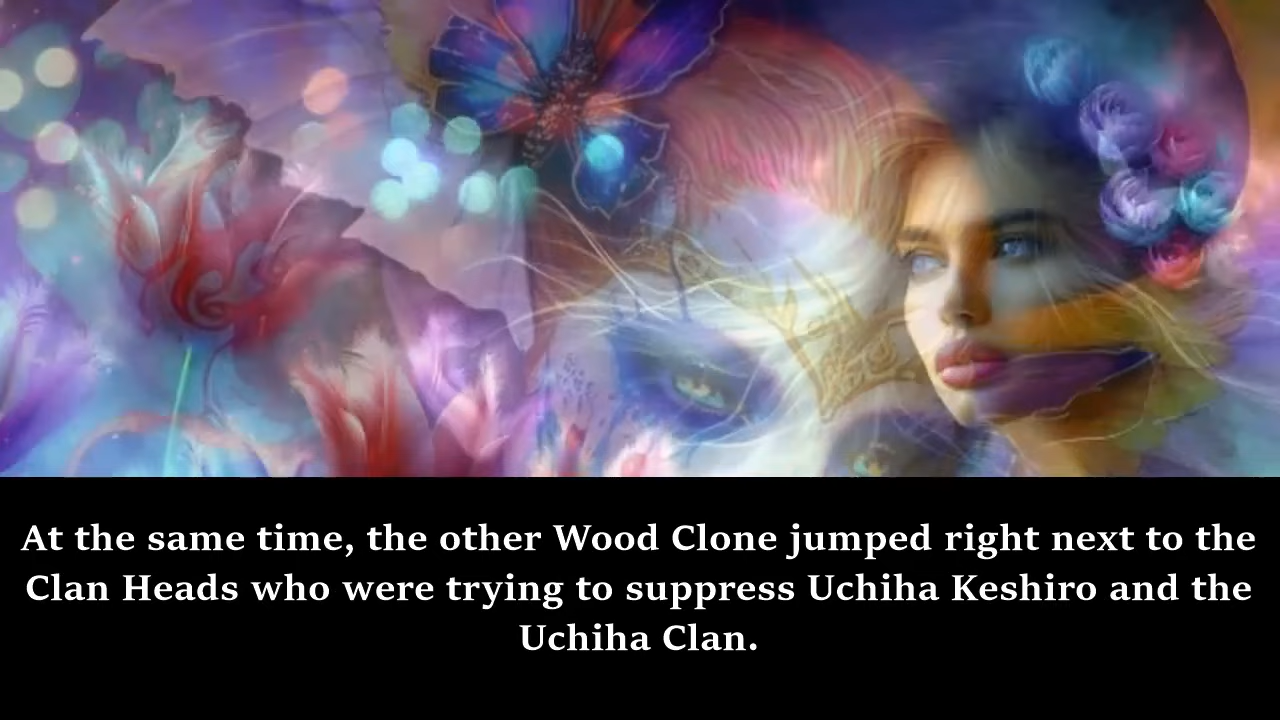 At the same time, the other Wood Clone jumped right next to the
Clan Heads who were trying to suppress Uchiha Keshiro and the
Uchiha Clan.